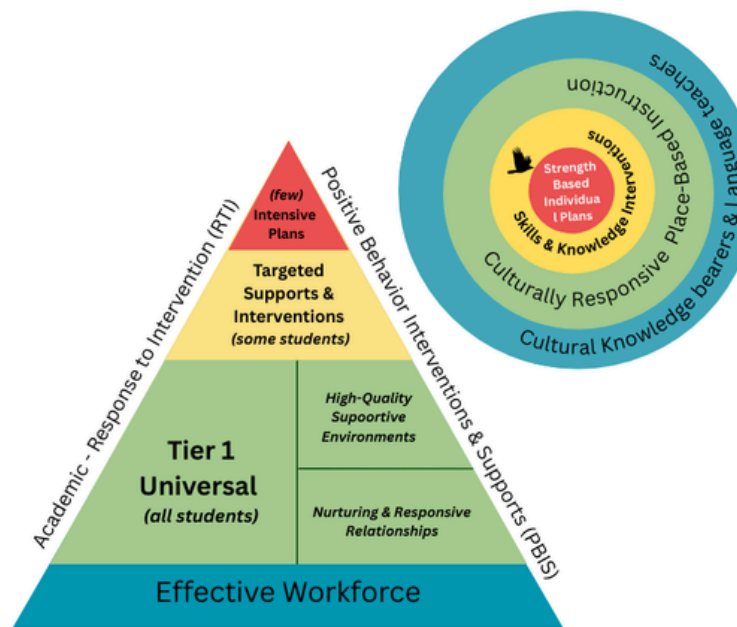 Cultural Knowledge bearers & Language teachers
Culturally Responsive Place-Based Instruction
Skills & Knowledge Interventions
Strength
Based
Individua
l Plans
Academic - Response to Intervention (RTI)
Positive Behavior Interventions & Supports (PBIS)
(few)
Intensive
Plans
Targeted
Supports &
Interventions
(some students)
Tier 1
Universal
(all students)
High-Quality
Supoortive
Environments
Nurturing & Responsive
Relationships
Effective Workforce